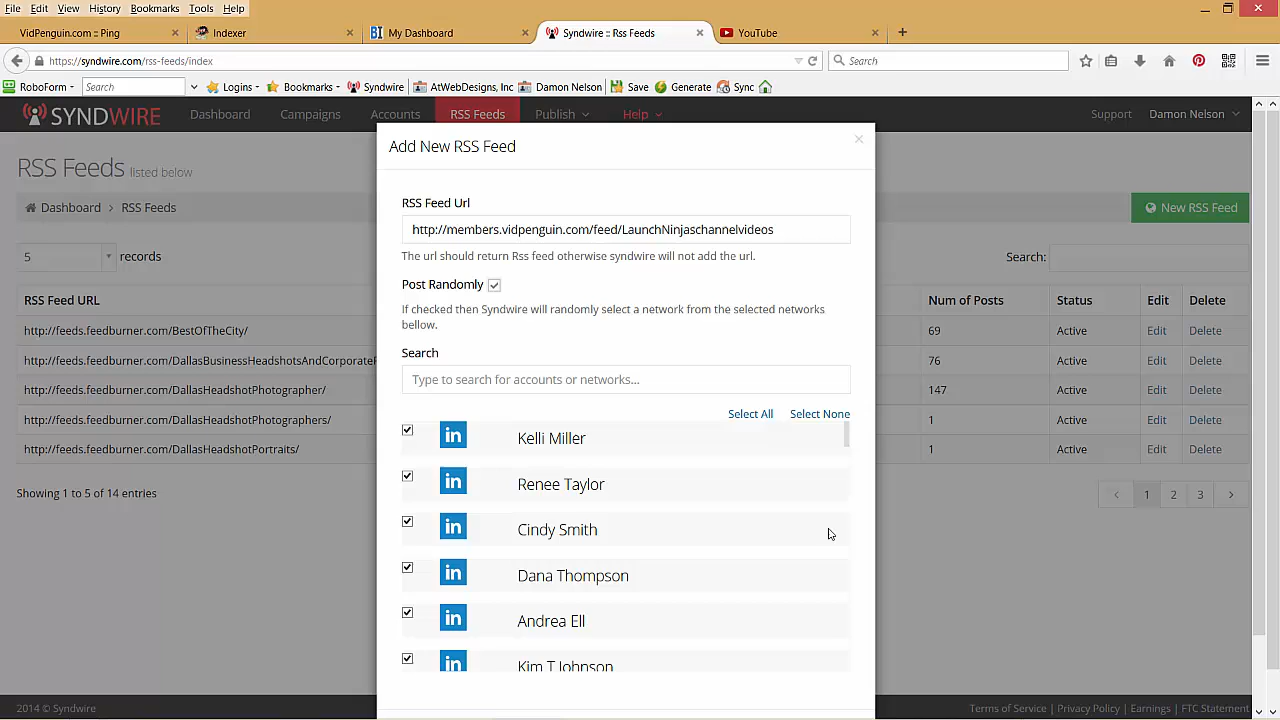 File Edit View History Bookmarks Tools Help
VidPenguin.com :: Ping × Indexer × BI My Dashboard × Syndwire :: Rss Feeds × YouTube ×
https://syndwire.com/rss-feeds/index Search
RoboForm Search Logins Bookmarks Syndwire AtWebDesigns, Inc Damon Nelson Save Generate Sync
SYNDWIRE Dashboard Campaigns Accounts RSS Feeds Publish Help Support Damon Nelson
Add New RSS Feed ×
RSS Feeds listed below
RSS Feed Url
Dashboard > RSS Feeds New RSS Feed
http://members.vidpenguin.com/feed/LaunchNinjaschannelvideos
5 records The url should return Rss feed otherwise syndwire will not add the url. Search:
Post Randomly
RSS Feed URL Num of Posts Status Edit Delete
If checked then Syndwire will randomly select a network from the selected networks
bellow.
http://feeds.feedburner.com/BestOfTheCity/ 69 Active Edit Delete
Search
http://feeds.feedburner.com/DallasBusinessHeadshotsAndCorporateP 76 Active Edit Delete
Type to search for accounts or networks...
http://feeds.feedburner.com/DallasHeadshotPhotographer/ 147 Active Edit Delete
Select All Select None
http://feeds.feedburner.com/DallasHeadshotPhotographers/ 1 Active Edit Delete
in Kelli Miller
http://feeds.feedburner.com/DallasHeadshotPortraits/ 1 Active Edit Delete
in Renee Taylor
Showing 1 to 5 of 14 entries < 1 2 3 >
in Cindy Smith
in Dana Thompson
in Andrea Ell
in Kim T Johnson
2014 © Syndwire Terms of Service | Privacy Policy | Earnings | FTC Statement